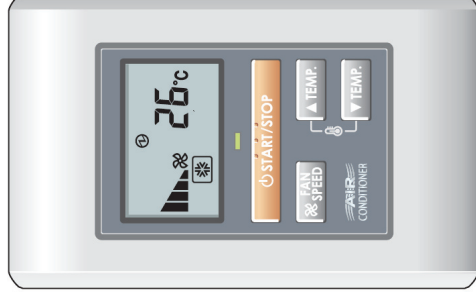 26°C
START/STOP
FAN
SPEED
▲ TEMP.
▼ TEMP.
AIR
CONDITIONER